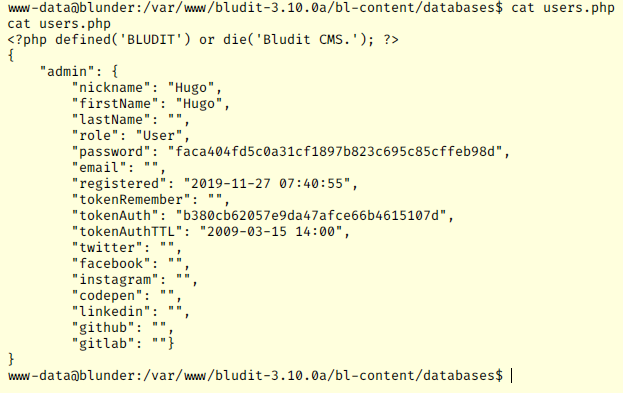 www-data@blunder:/var/www/bludit-3.10.0a/bl-content/databases$ cat users.php
cat users.php
<?php defined('BLUDIT') or die('Bludit CMS.'); ?>
{
    "admin": {
        "nickname": "Hugo",
        "firstName": "Hugo",
        "lastName": "",
        "role": "User",
        "password": "faca404fd5c0a31cf1897b823c695c85cffeb98d",
        "email": "",
        "registered": "2019-11-27 07:40:55",
        "tokenRemember": "",
        "tokenAuth": "b380cb62057e9da47afce66b4615107d",
        "tokenAuthTTL": "2009-03-15 14:00",
        "twitter": "",
        "facebook": "",
        "instagram": "",
        "codepen": "",
        "linkedin": "",
        "github": "",
        "gitlab": ""}
}
www-data@blunder:/var/www/bludit-3.10.0a/bl-content/databases$